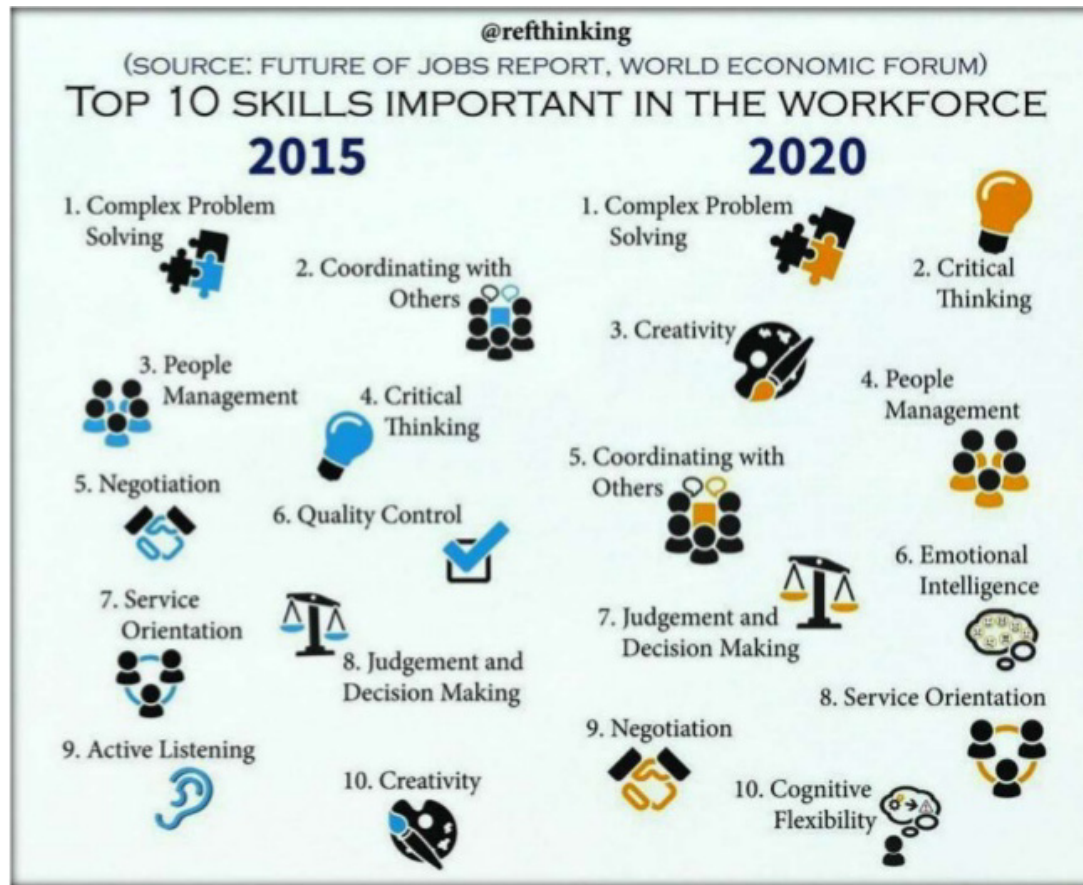 @refthinking
(SOURCE: FUTURE OF JOBS REPORT, WORLD ECONOMIC FORUM)
TOP 10 SKILLS IMPORTANT IN THE WORKFORCE
2015
1. Complex Problem
Solving
2. Coordinating with
Others
3. People
Management
4. Critical
Thinking
5. Negotiation
6. Quality Control
7. Service
Orientation
8. Judgement and
Decision Making
9. Active Listening
10. Creativity
2020
1. Complex Problem
Solving
2. Critical
Thinking
3. Creativity
4. People
Management
5. Coordinating with
Others
6. Emotional
Intelligence
7. Judgement and
Decision Making
8. Service Orientation
9. Negotiation
10. Cognitive
Flexibility